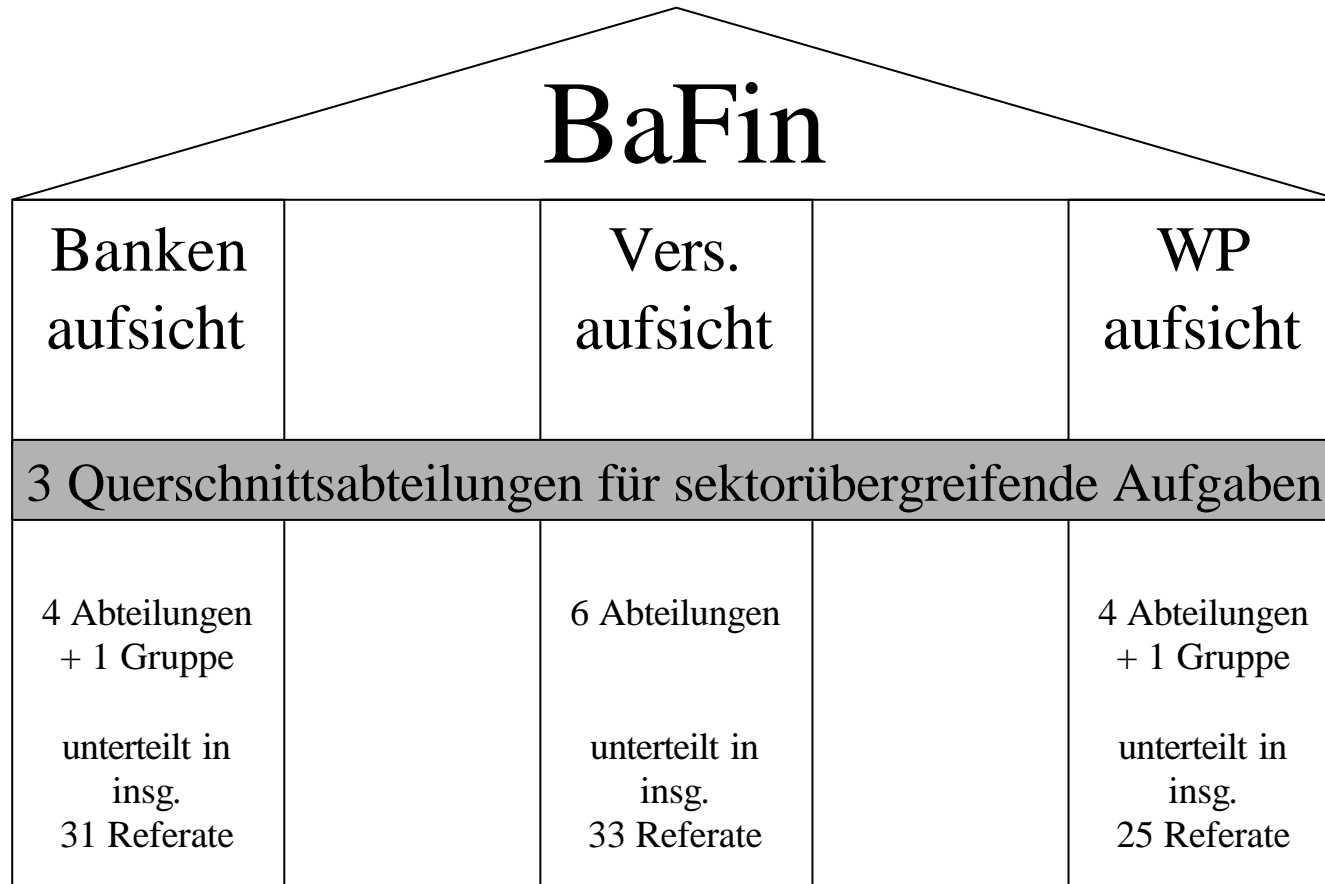 BaFin
Banken
aufsicht
Vers.
aufsicht
WP
aufsicht
3 Querschnittsabteilungen für sektorübergreifende Aufgaben
4 Abteilungen
+ 1 Gruppe
unterteilt in
insg.
31 Referate
6 Abteilungen
unterteilt in
insg.
33 Referate
4 Abteilungen
+ 1 Gruppe
unterteilt in
insg.
25 Referate